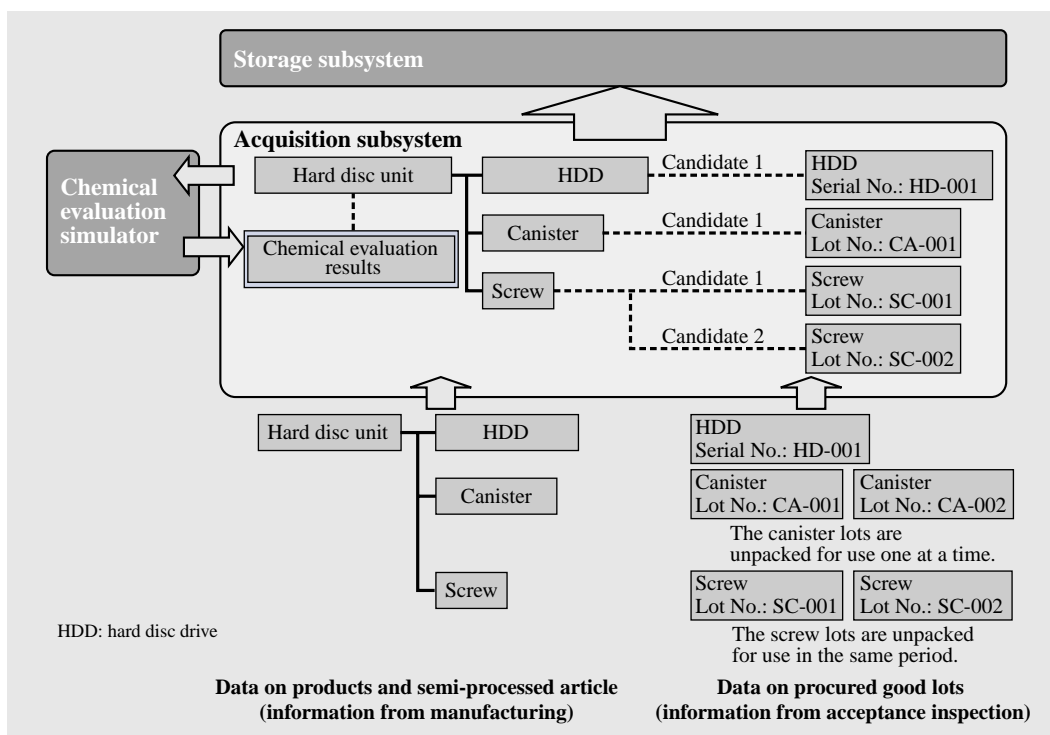 Storage subsystem
Acquisition subsystem
Chemical
evaluation
simulator
Hard disc unit
HDD
Candidate 1
HDD
Serial No.: HD-001
Chemical evaluation
results
Canister
Candidate 1
Canister
Lot No.: CA-001
Screw
Candidate 1
Screw
Lot No.: SC-001
Candidate 2
Screw
Lot No.: SC-002
Hard disc unit
HDD
Canister
Screw
HDD
Serial No.: HD-001
Canister
Lot No.: CA-001
Canister
Lot No.: CA-002
The canister lots are
unpacked for use one at a time.
Screw
Lot No.: SC-001
Screw
Lot No.: SC-002
The screw lots are unpacked
for use in the same period.
HDD: hard disc drive
Data on products and semi-processed article
(information from manufacturing)
Data on procured good lots
(information from acceptance inspection)